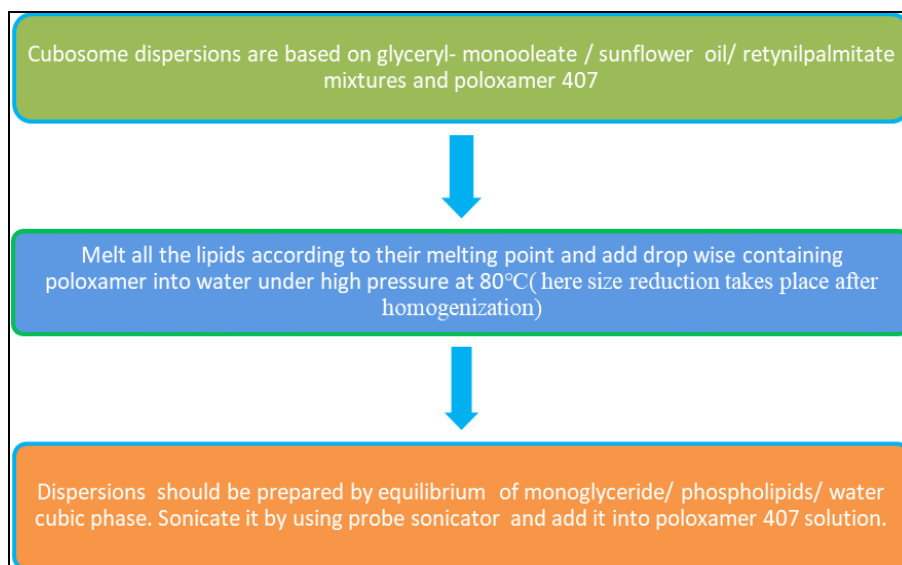 Cubosome dispersions are based on glyceryl- monooleate / sunflower oil/ retynilpalmitate
mixtures and poloxamer 407
Melt all the lipids according to their melting point and add drop wise containing
poloxamer into water under high pressure at 80°C( here size reduction takes place after
homogenization)
Dispersions should be prepared by equilibrium of monoglyceride/ phospholipids/ water
cubic phase. Sonicate it by using probe sonicator and add it into poloxamer 407 solution.